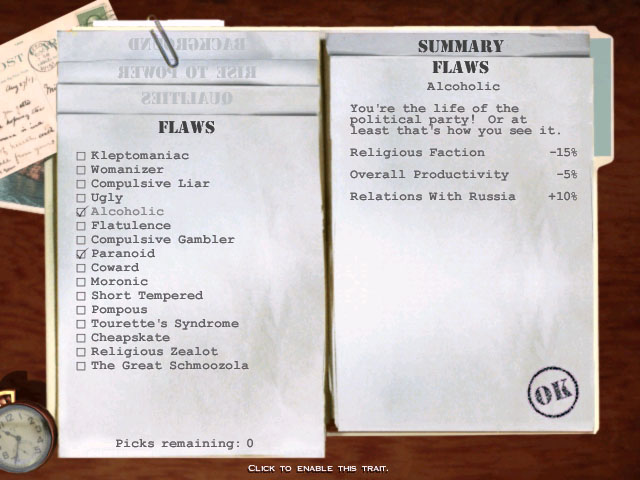 BACKGROUND
RISE TO POWER
QUALITIES
FLAWS
Kleptomaniac
Womanizer
Compulsive Liar
Ugly
Alcoholic
Flatulence
Compulsive Gambler
Paranoid
Coward
Moronic
Short Tempered
Pompous
Tourette's Syndrome
Cheapskate
Religious Zealot
The Great Schmoozola
Picks remaining: 0
SUMMARY
FLAWS
Alcoholic
You're the life of the
political party! Or at
least that's how you see it.
Religious Faction -15%
Overall Productivity -5%
Relations With Russia +10%
OK
Click to enable this trait.